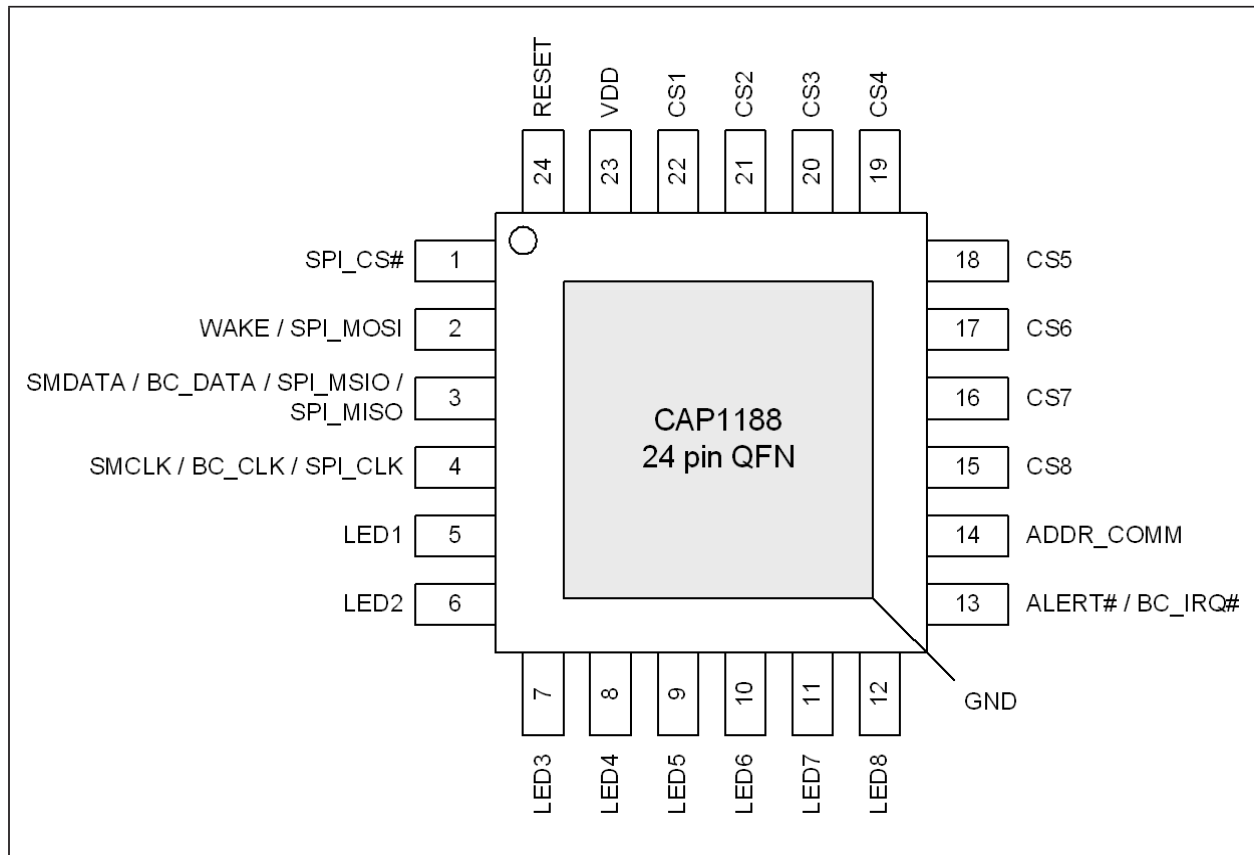 RESET
VDD
CS1
CS2
CS3
CS4
24
23
22
21
20
19
SPI_CS#
1
18
CS5
WAKE / SPI_MOSI
2
17
CS6
SMDATA / BC_DATA / SPI_MSIO /
SPI_MISO
3
16
CS7
SMCLK / BC_CLK / SPI_CLK
4
15
CS8
LED1
5
14
ADDR_COMM
LED2
6
13
ALERT# / BC_IRQ#
CAP1188
24 pin QFN
7
8
9
10
11
12
GND
LED3
LED4
LED5
LED6
LED7
LED8